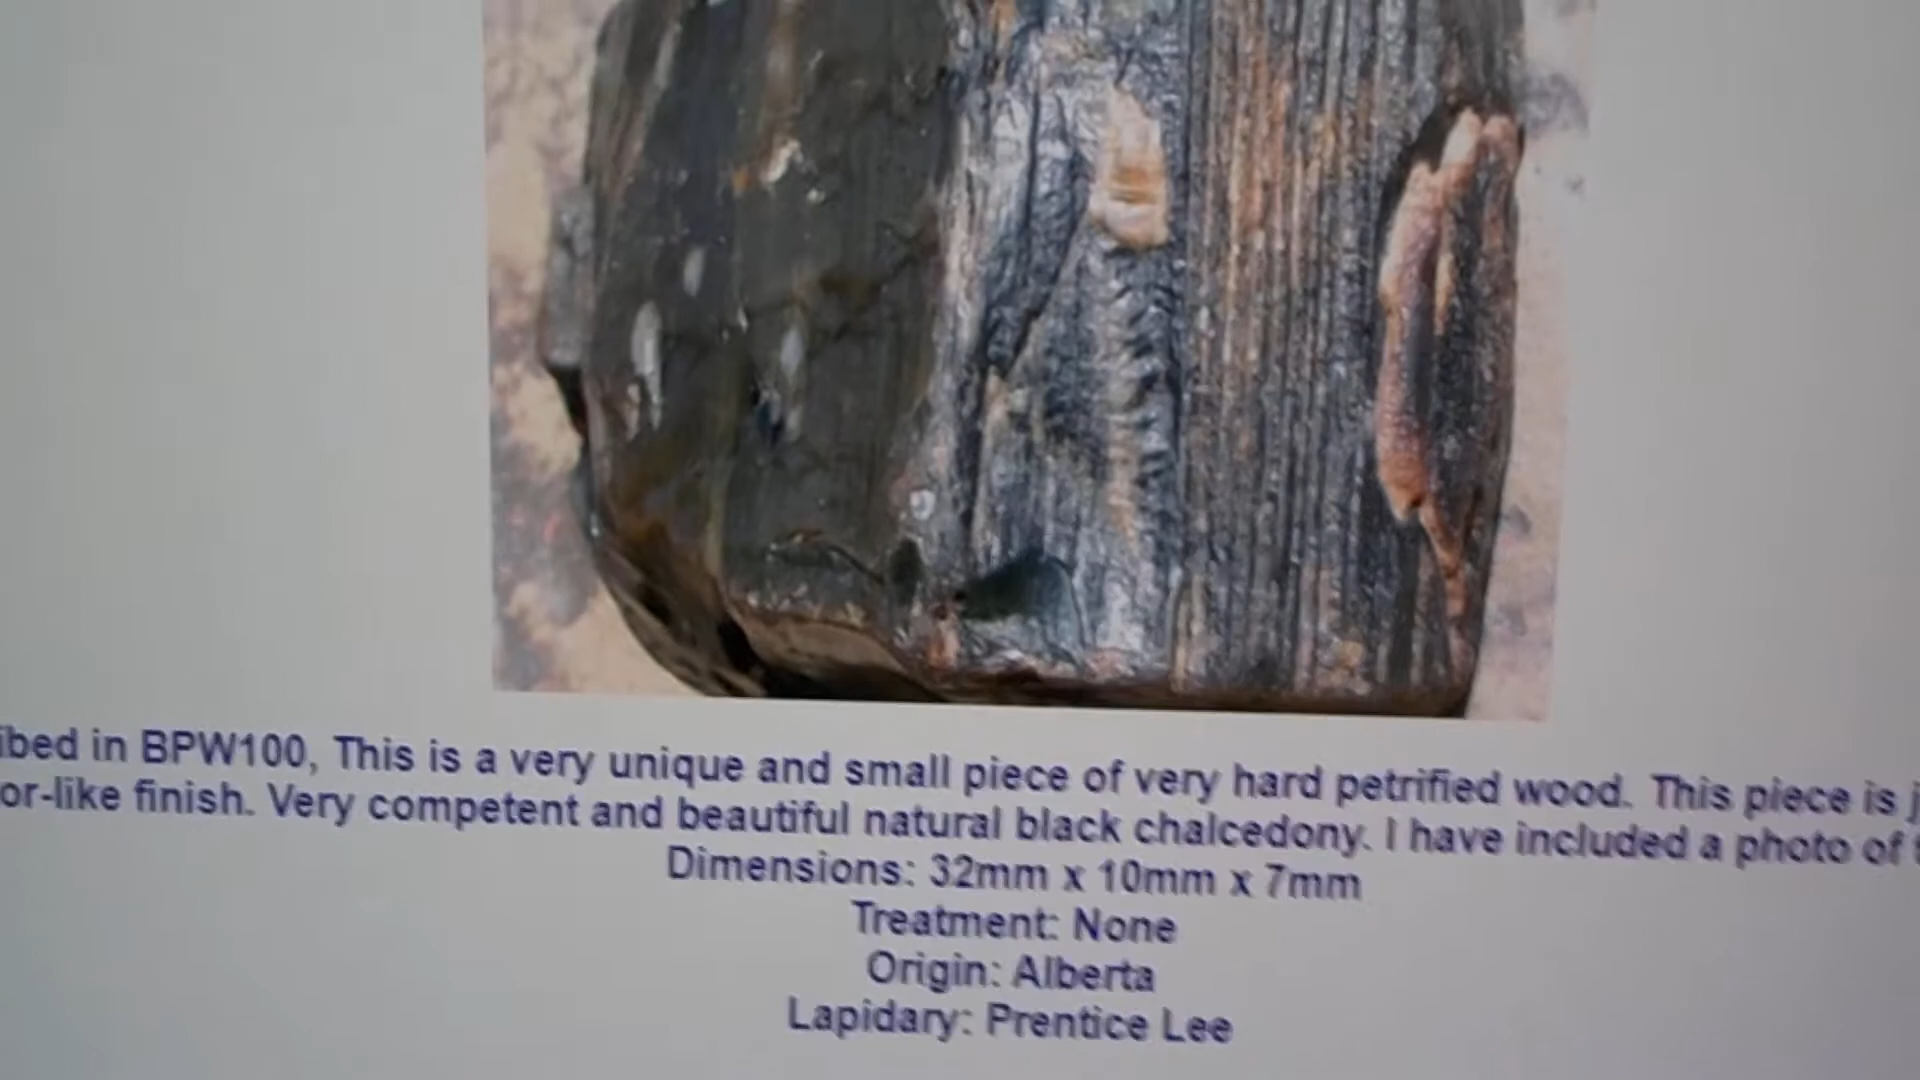 ibed in BPW100, This is a very unique and small piece of very hard petrified wood. This piece is j
or-like finish. Very competent and beautiful natural black chalcedony. I have included a photo of t
Dimensions: 32mm x 10mm x 7mm
Treatment: None
Origin: Alberta
Lapidary: Prentice Lee